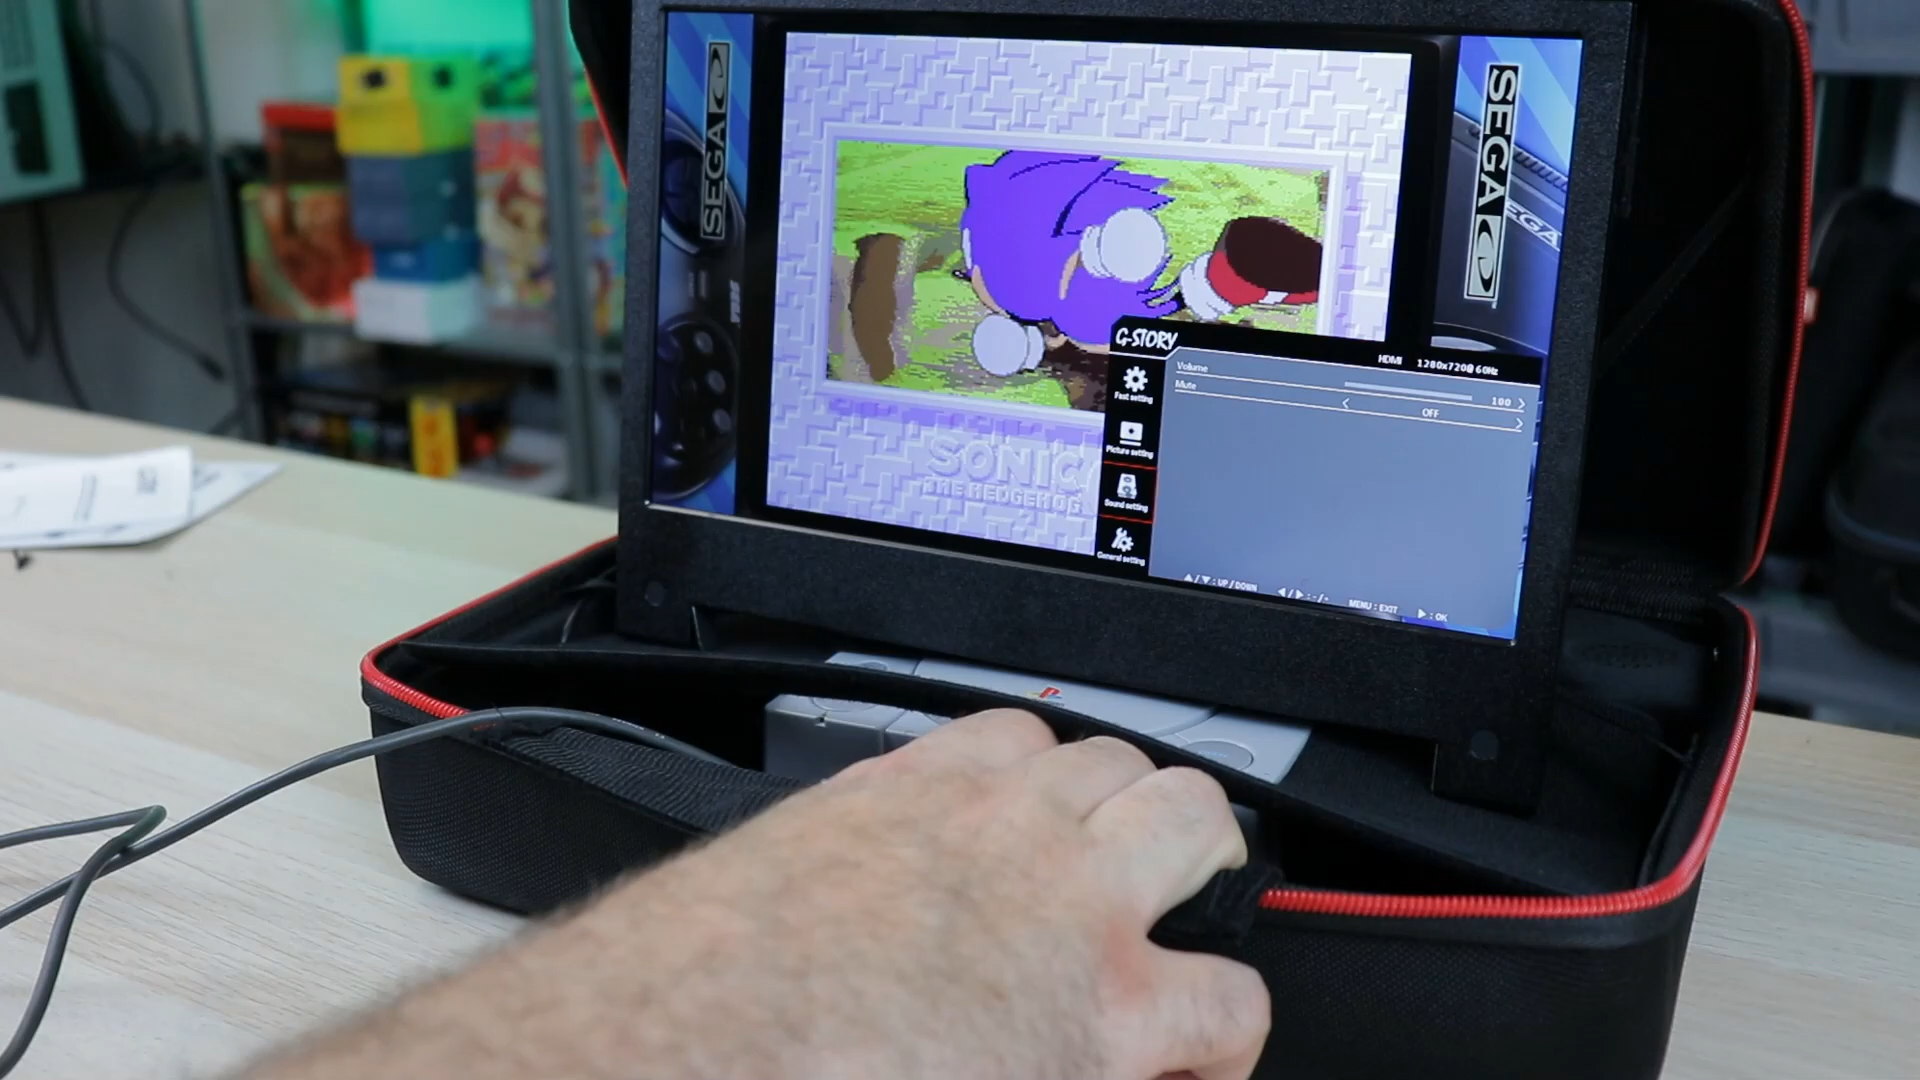 SEGA
SEGA
SEGA
SONIC
THE HEDGEHOG
G-STORY
HDMI 1280x720@60Hz
Fast setting
Picture setting
Sound setting
General setting
Volume 100
Mute OFF
▲/▼: UP / DOWN ◀/▶: -/+ MENU : EXIT ▶: OK